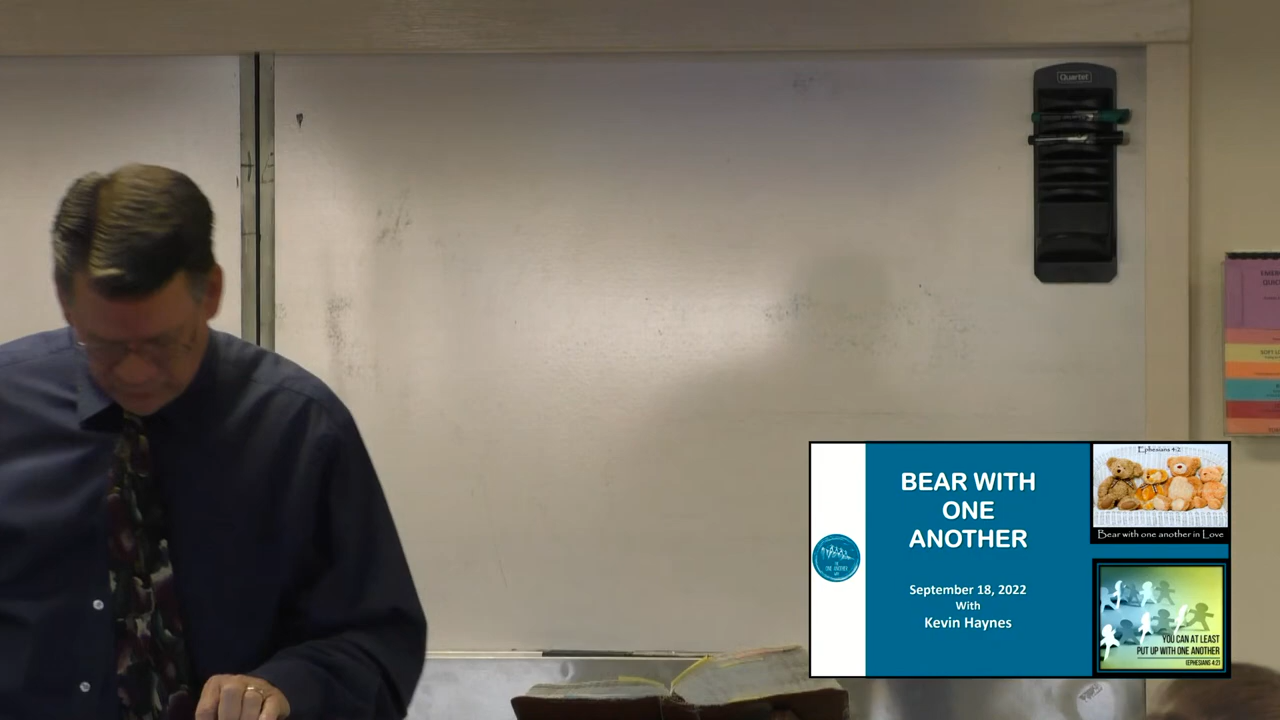 Quartet
BEAR WITH
ONE
ANOTHER
September 18, 2022
With
Kevin Haynes
Ephesians 4:2
Bear with one another in Love
YOU CAN AT LEAST
PUT UP WITH ONE ANOTHER
(EPHESIANS 4:2)